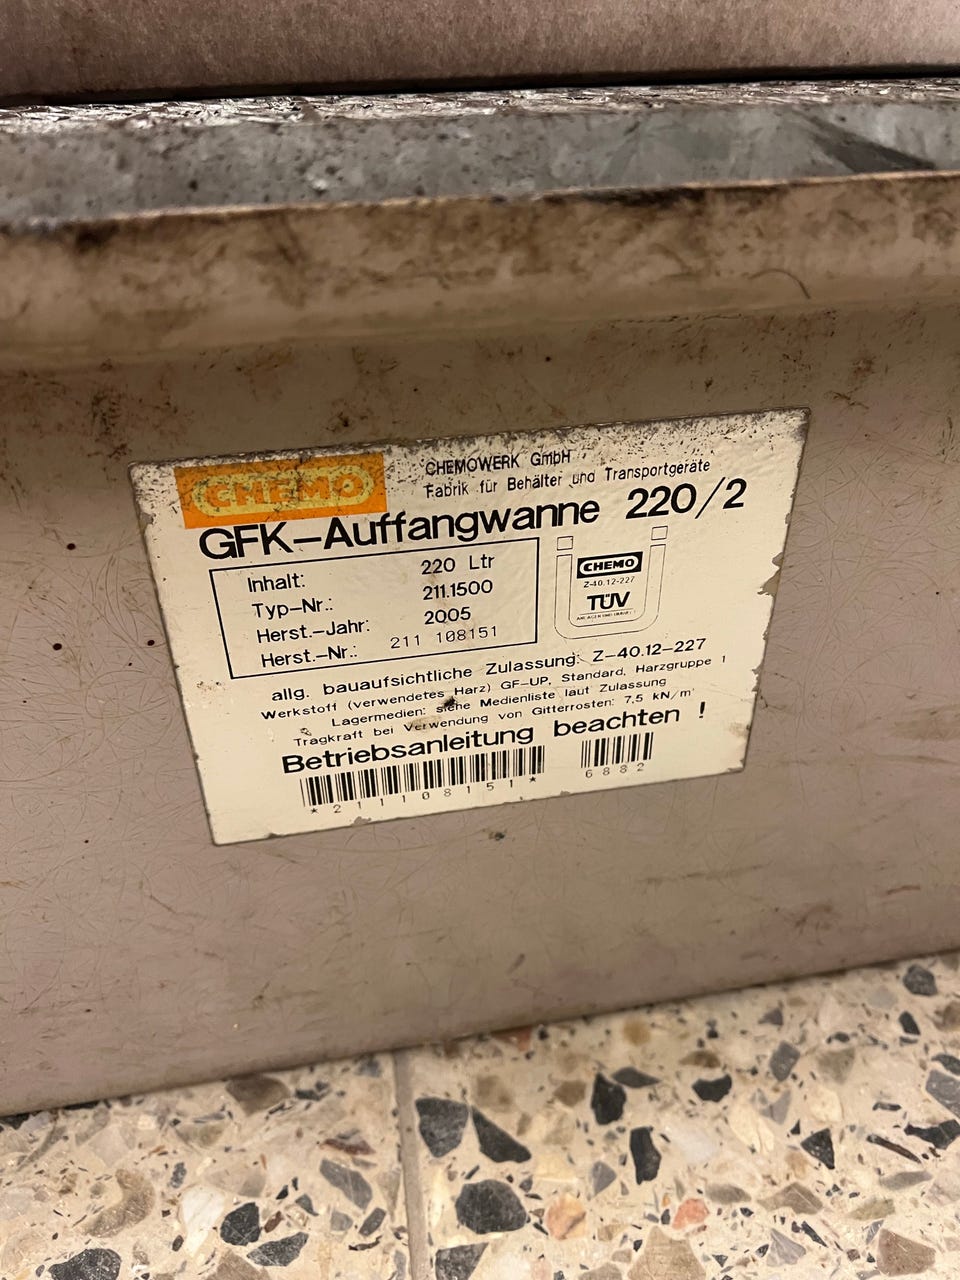 CHEMO
CHEMOWERK GmbH
Fabrik für Behälter und Transportgeräte
GFK-Auffangwanne 220/2
Inhalt: 220 Ltr
Typ-Nr.: 211.1500
Herst.-Jahr: 2005
Herst.-Nr.: 211 108151
CHEMO
Z-40.12-227
TÜV
allg. bauaufsichtliche Zulassung: Z-40.12-227
Werkstoff (verwendetes Harz) GF-UP, Standard, Harzgruppe 1
Lagermedien: siehe Medienliste laut Zulassung
Tragkraft bei Verwendung von Gitterrosten: 7,5 kN/m²
Betriebsanleitung beachten !
*211108151* 6882